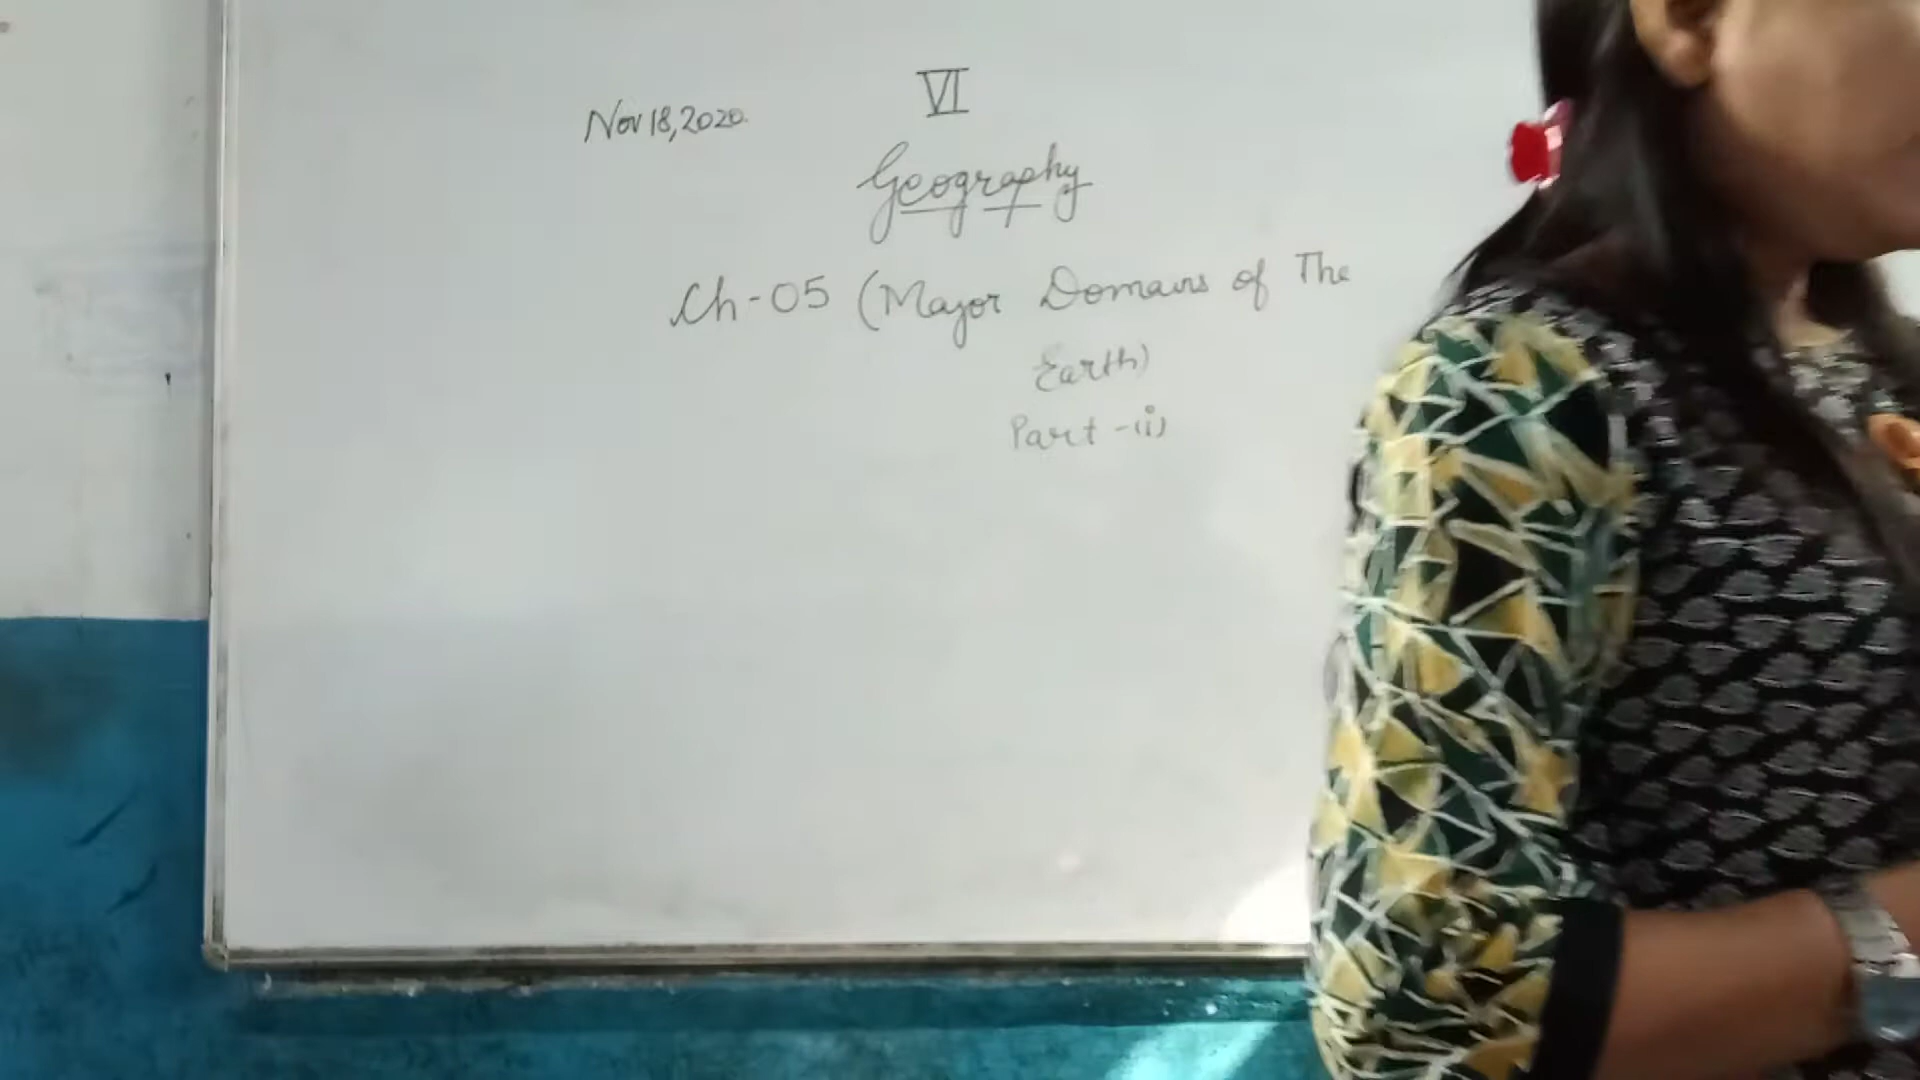 VI
Nov 18, 2020.
Geography
Ch-05 (Major Domains of The
Earth)
Part -(i)